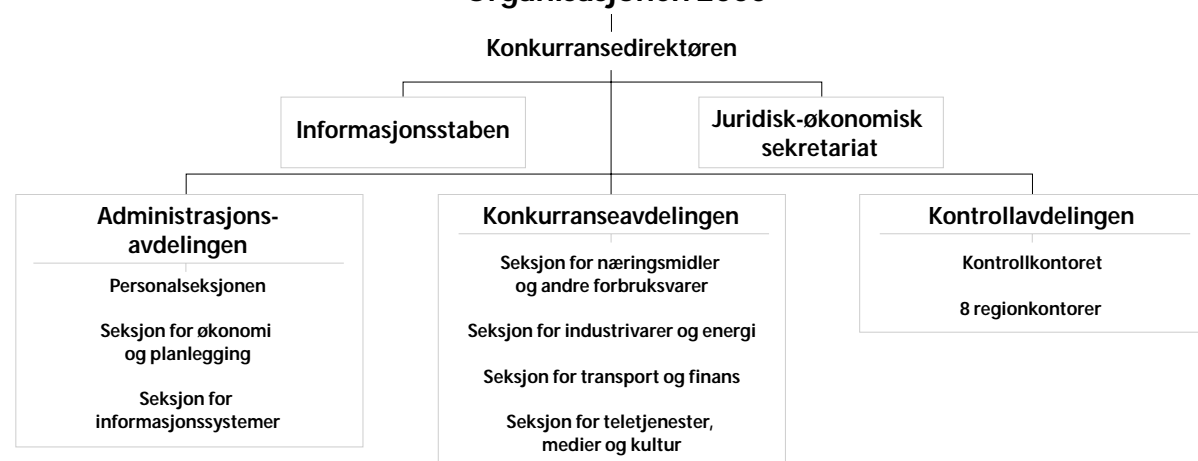 Konkurransedirektøren
Informasjonsstaben
Juridisk-økonomisk
sekretariat
Administrasjons-
avdelingen
Personalseksjonen
Seksjon for økonomi
og planlegging
Seksjon for
informasjonssystemer
Konkurranseavdelingen
Seksjon for næringsmidler
og andre forbruksvarer
Seksjon for industrivarer og energi
Seksjon for transport og finans
Seksjon for teletjenester,
medier og kultur
Kontrollavdelingen
Kontrollkontoret
8 regionkontorer